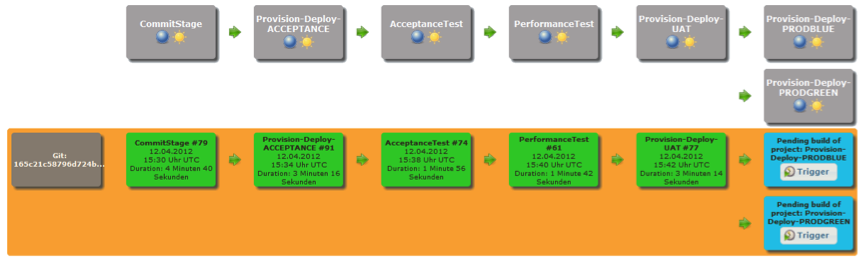 CommitStage
Provision-Deploy-
ACCEPTANCE
AcceptanceTest
PerformanceTest
Provision-Deploy-
UAT
Provision-Deploy-
PRODBLUE
Provision-Deploy-
PRODGREEN
Git:
165c21c58796d724b...
CommitStage #79
12.04.2012
15:30 Uhr UTC
Duration: 4 Minuten 40
Sekunden
Provision-Deploy-
ACCEPTANCE #91
12.04.2012
15:34 Uhr UTC
Duration: 3 Minuten 16
Sekunden
AcceptanceTest #74
12.04.2012
15:38 Uhr UTC
Duration: 1 Minute 56
Sekunden
PerformanceTest
#61
12.04.2012
15:40 Uhr UTC
Duration: 1 Minute 42
Sekunden
Provision-Deploy-
UAT #77
12.04.2012
15:42 Uhr UTC
Duration: 3 Minuten 14
Sekunden
Pending build of
project: Provision-
Deploy-PRODBLUE
Trigger
Pending build of
project: Provision-
Deploy-PRODGREEN
Trigger